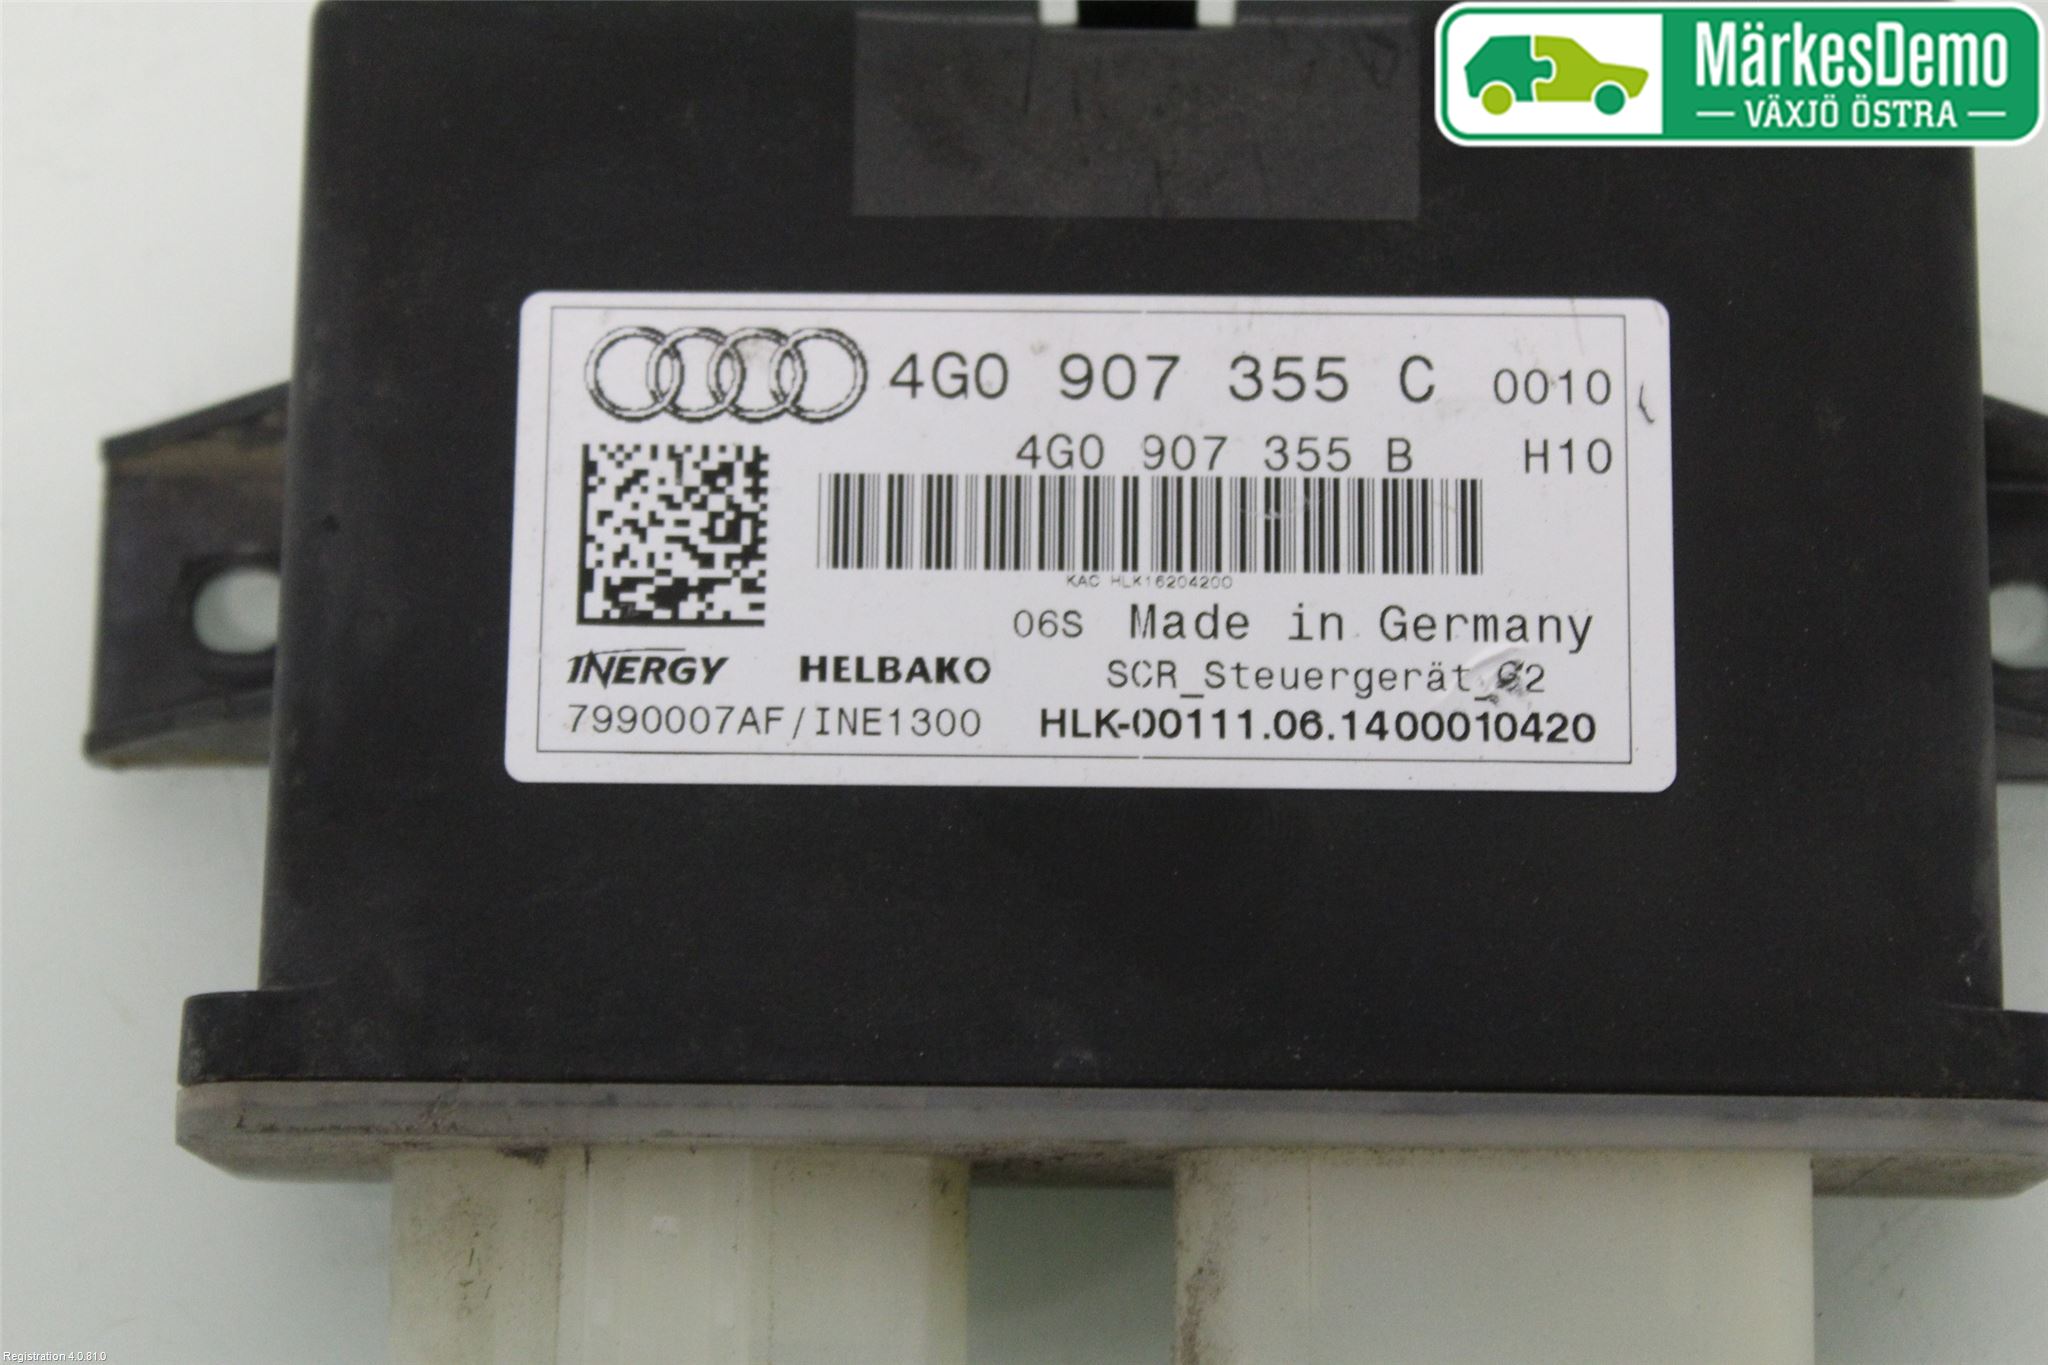 MärkesDemo
VÄXJÖ ÖSTRA
4G0 907 355 C 0010
4G0 907 355 B H10
KAC HLK16204200
06S Made in Germany
INERGY HELBAKO SCR_Steuergerät_G2
7990007AF/INE1300 HLK-00111.06.1400010420
Registration 4.0.81.0